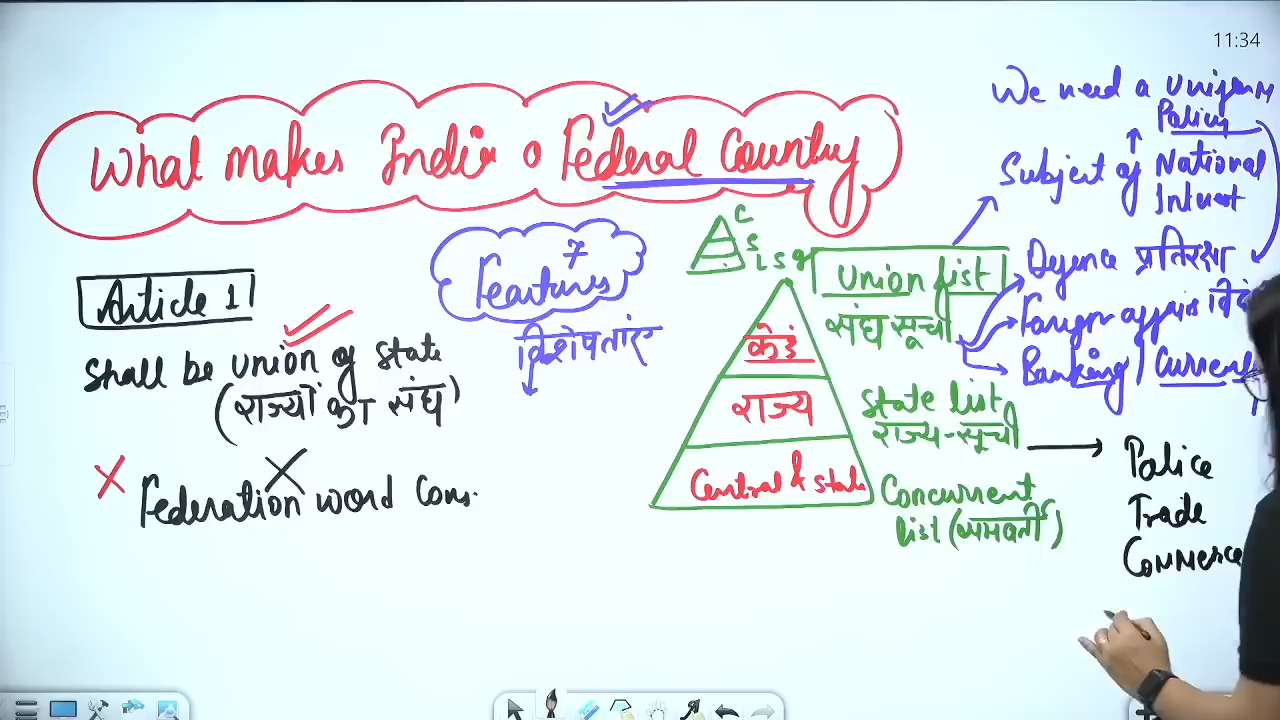 11:34
What makes India a Federal Country
7
Features
विशेषताएं
Article 1
Shall be union of state
(राज्यों का संघ)
Federation word Cons.
C
S
L S g
केंद्र
राज्य
Central & State
Union list
संघ सूची
State list
राज्य-सूची
Concurrent
list (समवर्ती)
We need a uniform
Policy
Subject of National
Interest
Defence प्रतिरक्षा
Foreign affairs
Banking / Currency
Police
Trade
Commerce